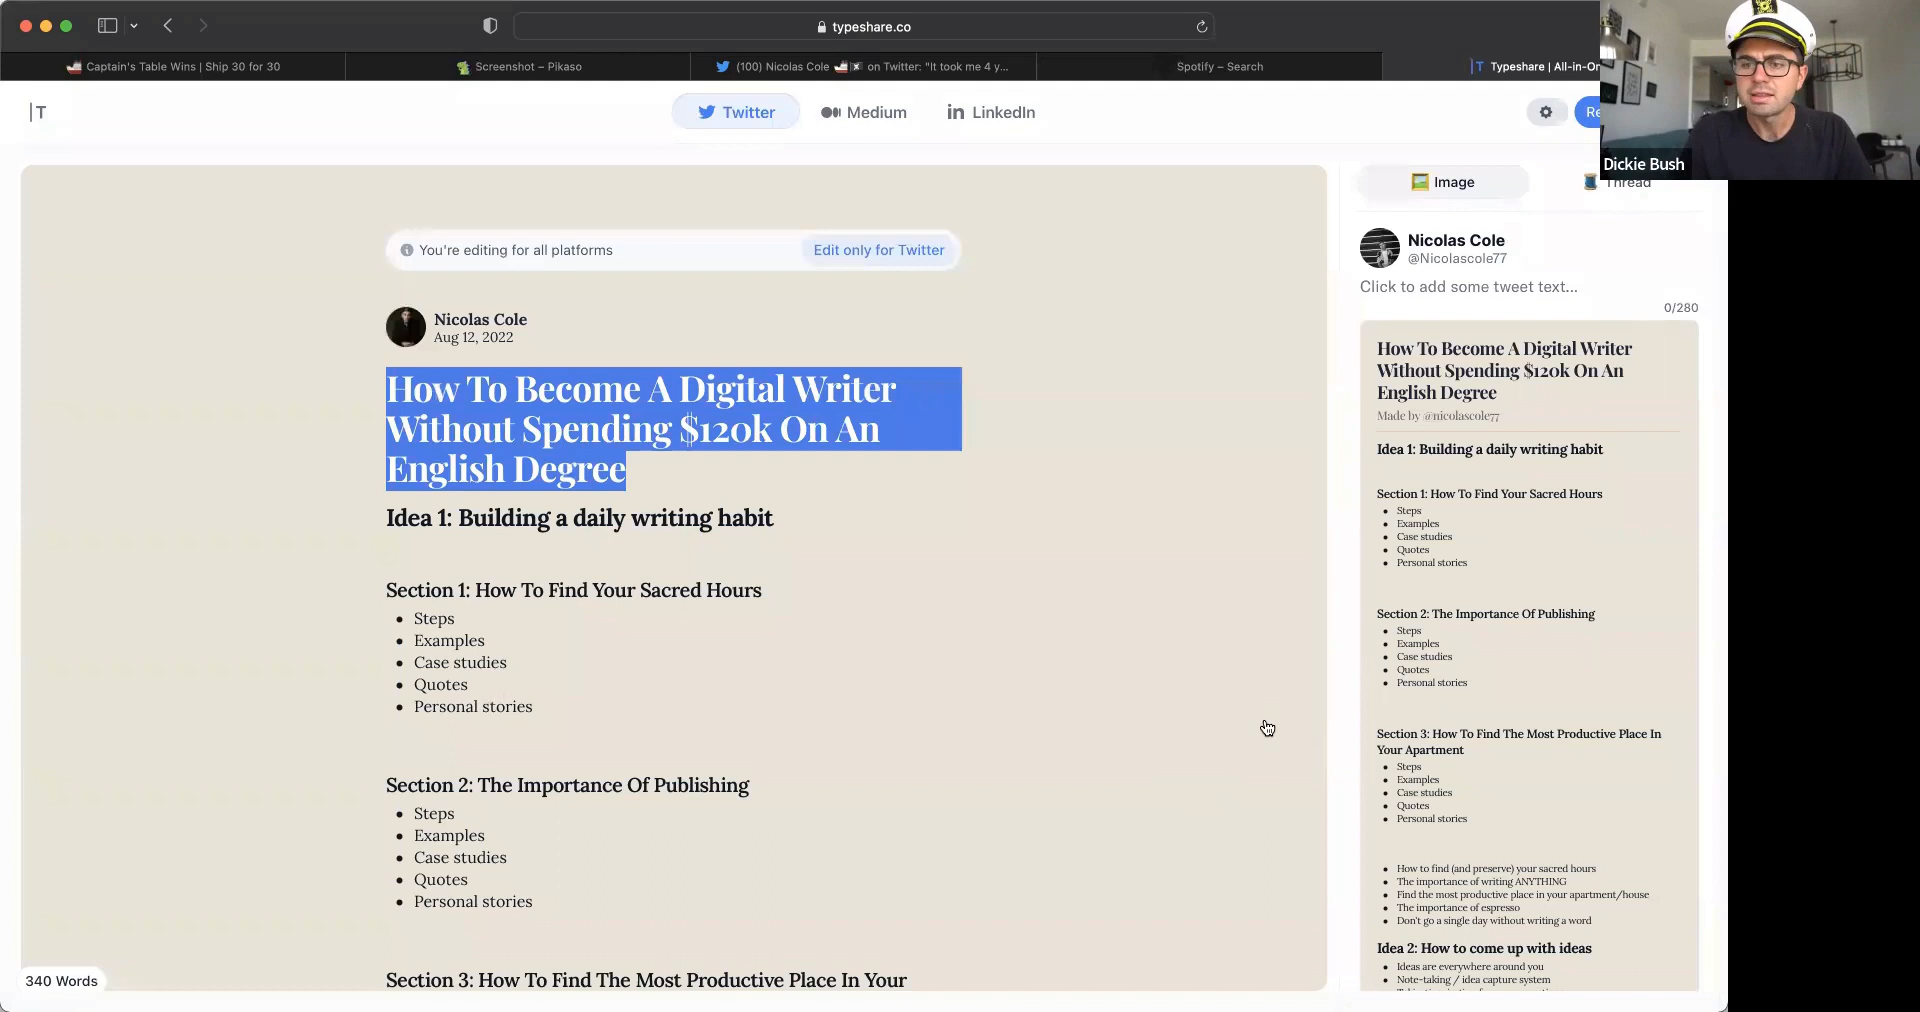 typeshare.co
Captain's Table Wins | Ship 30 for 30
Screenshot – Pikaso
(100) Nicolas Cole 🚢🏴‍☠️ on Twitter: "It took me 4 y...
Spotify – Search
Typeshare | All-in-On
Dickie Bush
|T
Twitter
Medium
LinkedIn
Re
You're editing for all platforms
Edit only for Twitter
Nicolas Cole
Aug 12, 2022
How To Become A Digital Writer
Without Spending $120k On An
English Degree
Idea 1: Building a daily writing habit
Section 1: How To Find Your Sacred Hours
• Steps
• Examples
• Case studies
• Quotes
• Personal stories
Section 2: The Importance Of Publishing
• Steps
• Examples
• Case studies
• Quotes
• Personal stories
Section 3: How To Find The Most Productive Place In Your
340 Words
Image
Thread
Nicolas Cole
@Nicolascole77
Click to add some tweet text...
0/280
How To Become A Digital Writer
Without Spending $120k On An
English Degree
Made by @nicolascole77
Idea 1: Building a daily writing habit
Section 1: How To Find Your Sacred Hours
• Steps
• Examples
• Case studies
• Quotes
• Personal stories
Section 2: The Importance Of Publishing
• Steps
• Examples
• Case studies
• Quotes
• Personal stories
Section 3: How To Find The Most Productive Place In
Your Apartment
• Steps
• Examples
• Case studies
• Quotes
• Personal stories
• How to find (and preserve) your sacred hours
• The importance of writing ANYTHING
• Find the most productive place in your apartment/house
• The importance of espresso
• Don't go a single day without writing a word
Idea 2: How to come up with ideas
• Ideas are everywhere around you
• Note-taking / idea capture system